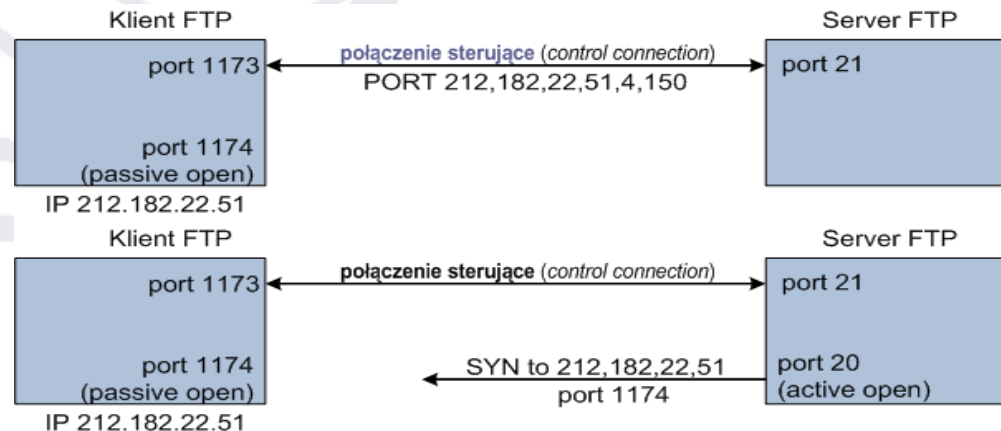 Klient FTP
Server FTP
port 1173
połączenie sterujące (control connection)
port 21
PORT 212,182,22,51,4,150
port 1174
(passive open)
IP 212.182.22.51
Klient FTP
Server FTP
port 1173
połączenie sterujące (control connection)
port 21
port 1174
(passive open)
SYN to 212,182,22,51
port 1174
port 20
(active open)
IP 212.182.22.51